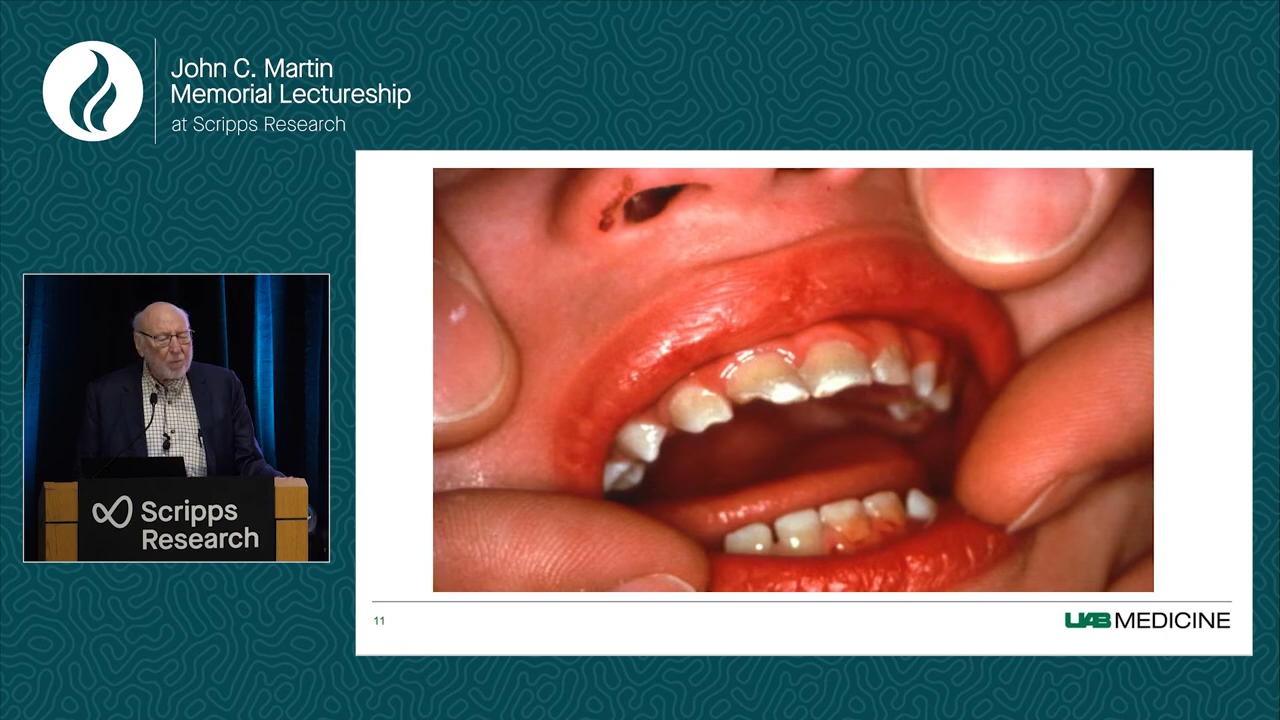 John C. Martin
Memorial Lectureship
at Scripps Research
Scripps
Research
11
UAB MEDICINE